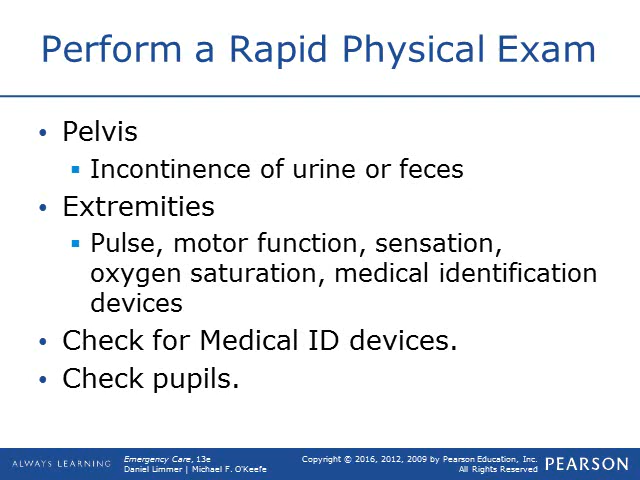 Perform a Rapid Physical Exam
• Pelvis
▪ Incontinence of urine or feces
• Extremities
▪ Pulse, motor function, sensation,
oxygen saturation, medical identification
devices
• Check for Medical ID devices.
• Check pupils.
ALWAYS LEARNING
Emergency Care, 13e
Daniel Limmer | Michael F. O'Keefe
Copyright © 2016, 2012, 2009 by Pearson Education, Inc.
All Rights Reserved
PEARSON